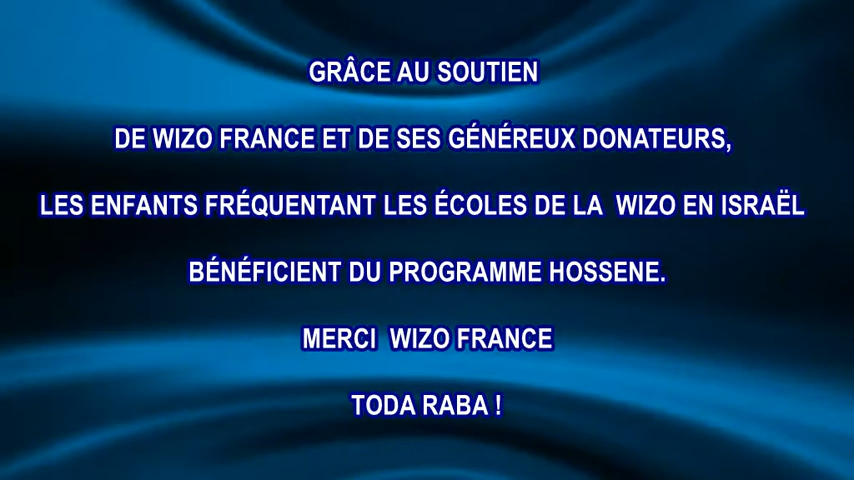 GRÂCE AU SOUTIEN
DE WIZO FRANCE ET DE SES GÉNÉREUX DONATEURS,
LES ENFANTS FRÉQUENTANT LES ÉCOLES DE LA  WIZO EN ISRAËL
BÉNÉFICIENT DU PROGRAMME HOSSENE.
MERCI  WIZO FRANCE
TODA RABA !